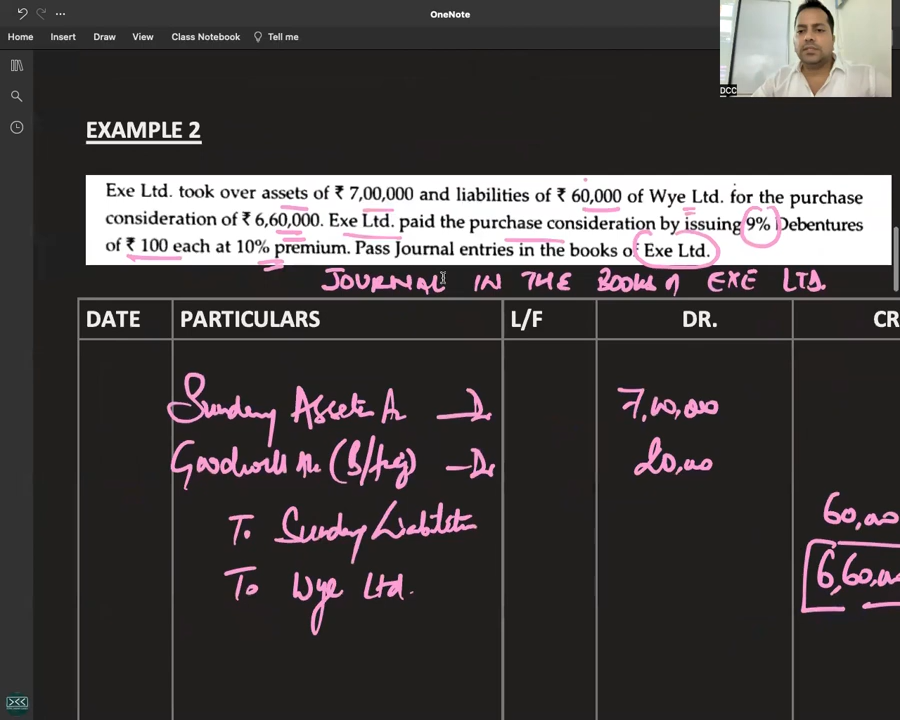 OneNote
Home Insert Draw View Class Notebook Tell me
DCC
EXAMPLE 2
Exe Ltd. took over assets of ₹ 7,00,000 and liabilities of ₹ 60,000 of Wye Ltd. for the purchase
consideration of ₹ 6,60,000. Exe Ltd. paid the purchase consideration by issuing 9% Debentures
of ₹ 100 each at 10% premium. Pass Journal entries in the books of Exe Ltd.
JOURNAL IN THE BOOKS of EXE LTD.
DATE PARTICULARS L/F DR. CR
Sundry Assets A/c — Dr 7,00,000
Goodwill A/c (B/fig) — Dr 20,000
To Sundry Liabilities 60,000
To Wye Ltd. 6,60,00